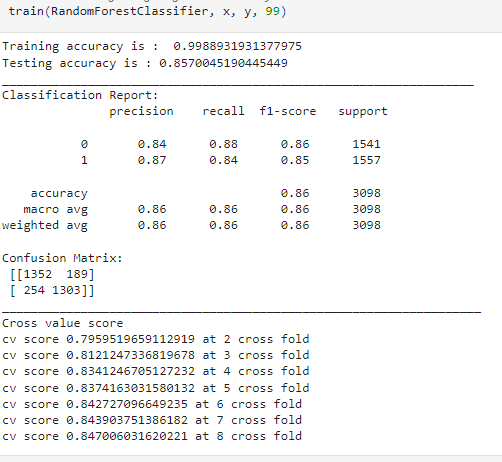 train(RandomForestClassifier, x, y, 99)
Training accuracy is :  0.9988931931377975
Testing accuracy is : 0.8570045190445449
Classification Report:
              precision    recall  f1-score   support
           0       0.84      0.88      0.86      1541
           1       0.87      0.84      0.85      1557
    accuracy                           0.86      3098
   macro avg       0.86      0.86      0.86      3098
weighted avg       0.86      0.86      0.86      3098
Confusion Matrix:
 [[1352  189]
 [ 254 1303]]
Cross value score
cv score 0.7959519659112919 at 2 cross fold
cv score 0.8121247336819678 at 3 cross fold
cv score 0.8341246705127232 at 4 cross fold
cv score 0.8374163031580132 at 5 cross fold
cv score 0.842727096649235 at 6 cross fold
cv score 0.843903751386182 at 7 cross fold
cv score 0.847006031620221 at 8 cross fold